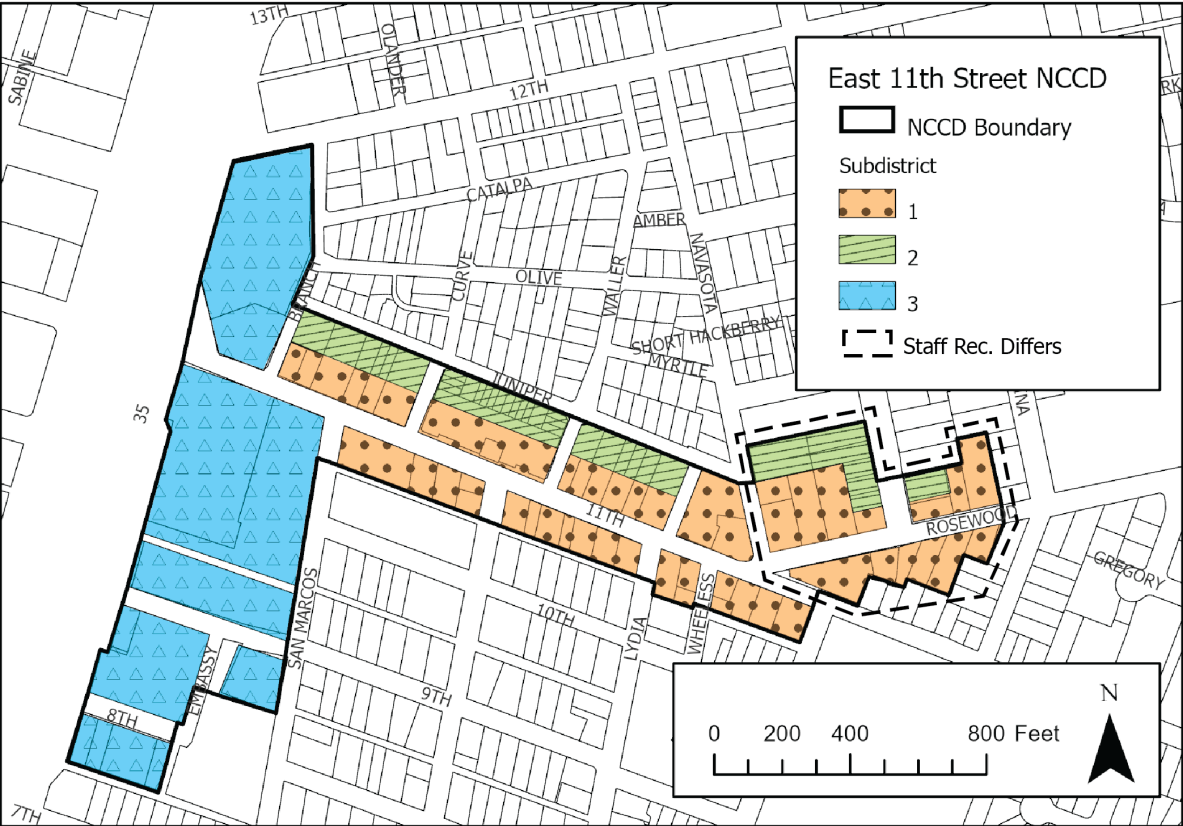 13TH
SABINE
OLANDER
12TH
East 11th Street NCCD
NCCD Boundary
Subdistrict
1
2
3
Staff Rec. Differs
CATALPA
AMBER
NAVASOTA
CURVE
OLIVE
WALLER
BRANCH
SHORT HACKBERRY
MYRTLE
JUNIPER
35
11TH
ROSEWOOD
GREGORY
SAN MARCOS
10TH
LYDIA
WHEELESS
EMBASSY
9TH
8TH
7TH
0 200 400 800 Feet
N